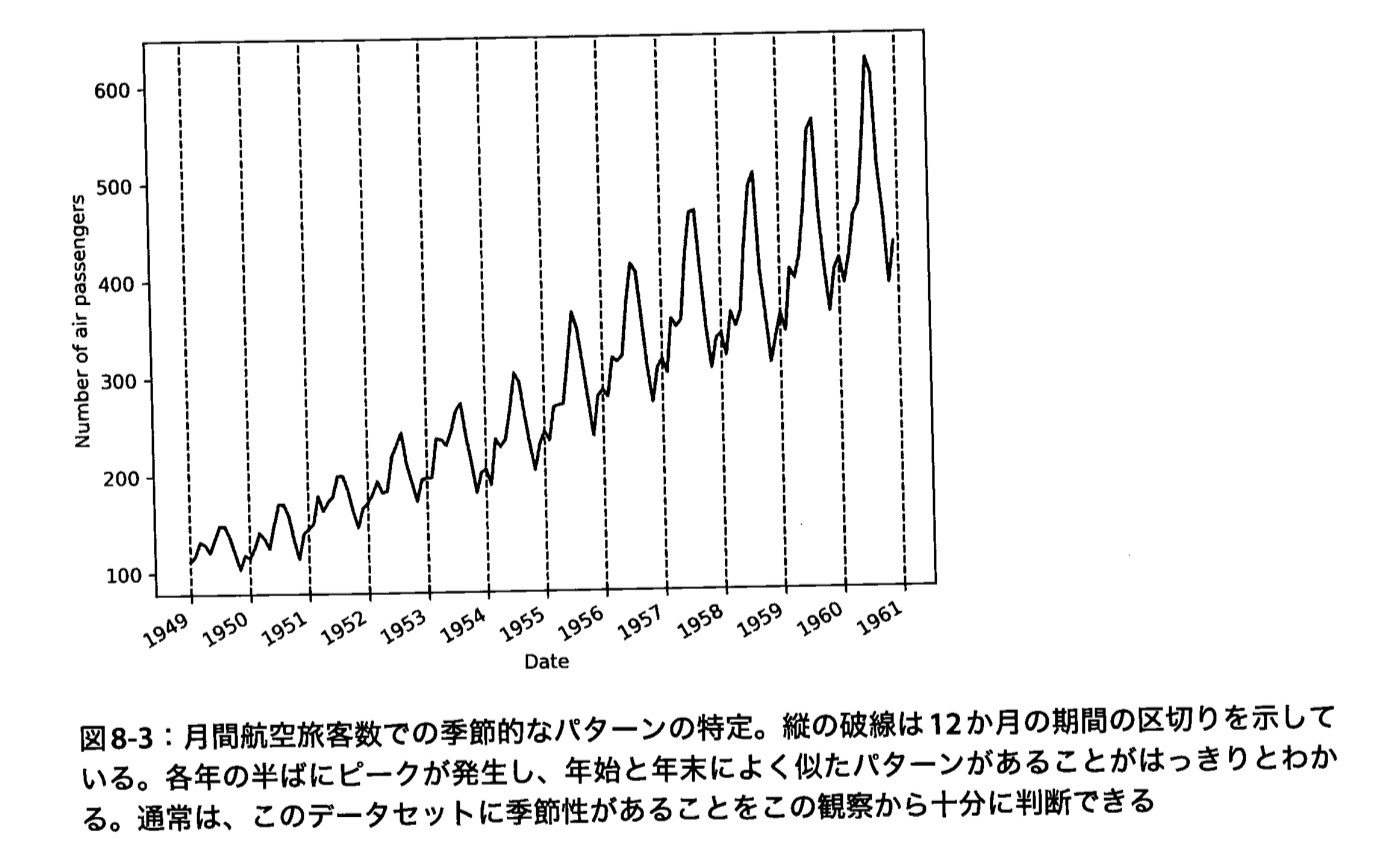 600
500
400
300
200
100
Number of air passengers
1949 1950 1951 1952 1953 1954 1955 1956 1957 1958 1959 1960 1961
Date
図8-3：月間航空旅客数での季節的なパターンの特定。縦の破線は12か月の期間の区切りを示して
いる。各年の半ばにピークが発生し、年始と年末によく似たパターンがあることがはっきりとわか
る。通常は、このデータセットに季節性があることをこの観察から十分に判断できる